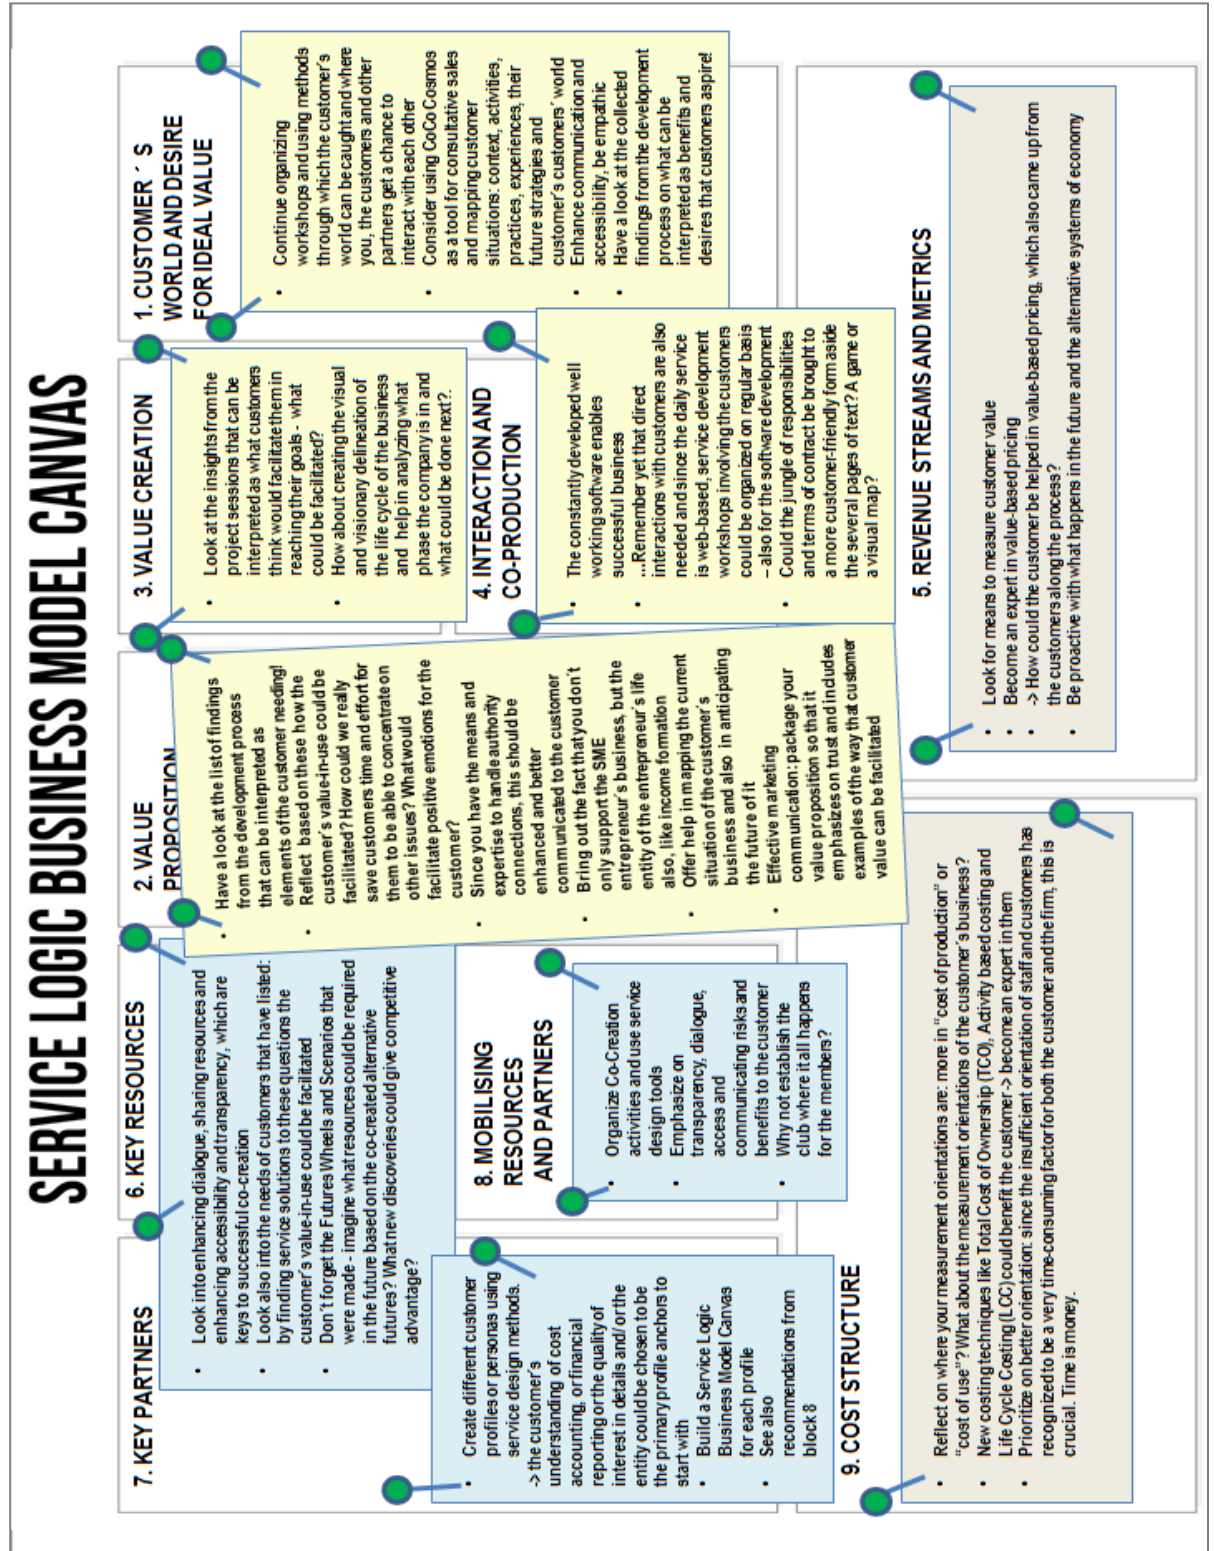 SERVICE LOGIC BUSINESS MODEL CANVAS
7. KEY PARTNERS
Create different customer
profiles or personas using
service design methods.
-> the customer's
understanding of cost
accounting, or financial
reporting or the quality of
interest in details and/or the
entity could be chosen to be
the primary profile anchors to
start with
Build a Service Logic
Business Model Canvas
for each profile
See also
recommendations from
block 8
6. KEY RESOURCES
Look into enhancing dialogue, sharing resources and
enhancing accessibility and transparency, which are
keys to successful co-creation
Look also into the needs of customers that have listed:
by finding service solutions to these questions the
customer's value-in-use could be facilitated
Don´t forget the Futures Wheels and Scenarios that
were made - imagine what resources could be required
in the future based on the co-created alternative
futures? What new discoveries could give competitive
advantage?
8. MOBILISING
RESOURCES
AND PARTNERS
Organize Co-Creation
activities and use service
design tools
Emphasize on
transparency, dialogue,
access and
communicating risks and
benefits to the customer
Why not establish the
club where it all happens
for the members?
2. VALUE
PROPOSITION
Have a look at the list of findings
from the development process
that can be interpreted as
elements of the customer needing!
Reflect based on these how the
customer's value-in-use could be
facilitated? How could we really
save customers time and effort for
them to be able to concentrate on
other issues? What would
facilitate positive emotions for the
customer?
Since you have the means and
expertise to handle authority
connections, this should be
enhanced and better
communicated to the customer
Bring out the fact that you don´t
only support the SME
entrepreneur's business, but the
entity of the entrepreneur's life
also, like income formation
Offer help in mapping the current
situation of the customer's
business and also in anticipating
the future of it
Effective marketing
communication: package your
value proposition so that it
emphasizes on trust and includes
examples of the way that customer
value can be facilitated
3. VALUE CREATION
Look at the insights from the
project sessions that can be
interpreted as what customers
think would facilitate them in
reaching their goals - what
could be facilitated?
How about creating the visual
and visionary delineation of
the life cycle of the business
and help in analyzing what
phase the company is in and
what could be done next?.
4. INTERACTION AND
CO-PRODUCTION
The constantly developed well
working software enables
successful business
...Remember yet that direct
interactions with customers are also
needed and since the daily service
is web-based, service development
workshops involving the customers
could be organized on regular basis
– also for the software development
Could the jungle of responsibilities
and terms of contract be brought to
a more customer-friendly form aside
the several pages of text? A game or
a visual map?
1. CUSTOMER ´ S
WORLD AND DESIRE
FOR IDEAL VALUE
Continue organizing
workshops and using methods
through which the customer's
world can be caught and where
you, the customers and other
partners get a chance to
interact with each other
Consider using CoCo Cosmos
as a tool for consultative sales
and mapping customer
situations: context, activities,
practices, experiences, their
future strategies and
customer's customers´ world
Enhance communication and
accessibility, be empathic
Have a look at the collected
findings from the development
process on what can be
interpreted as benefits and
desires that customers aspire!
9. COST STRUCTURE
Reflect on where your measurement orientations are: more in “cost of production” or
“cost of use”? What about the measurement orientations of the customer's business?
New costing techniques like Total Cost of Ownership (TCO), Activity based costing and
Life Cycle Costing (LCC) could benefit the customer -> become an expert in them
Prioritize on better orientation: since the insufficient orientation of staff and customers has
recognized to be a very time-consuming factor for both the customer and the firm, this is
crucial. Time is money.
5. REVENUE STREAMS AND METRICS
Look for means to measure customer value
Become an expert in value-based pricing
-> How could the customer be helped in value-based pricing, which also came up from
the customers along the process?
Be proactive with what happens in the future and the alternative systems of economy